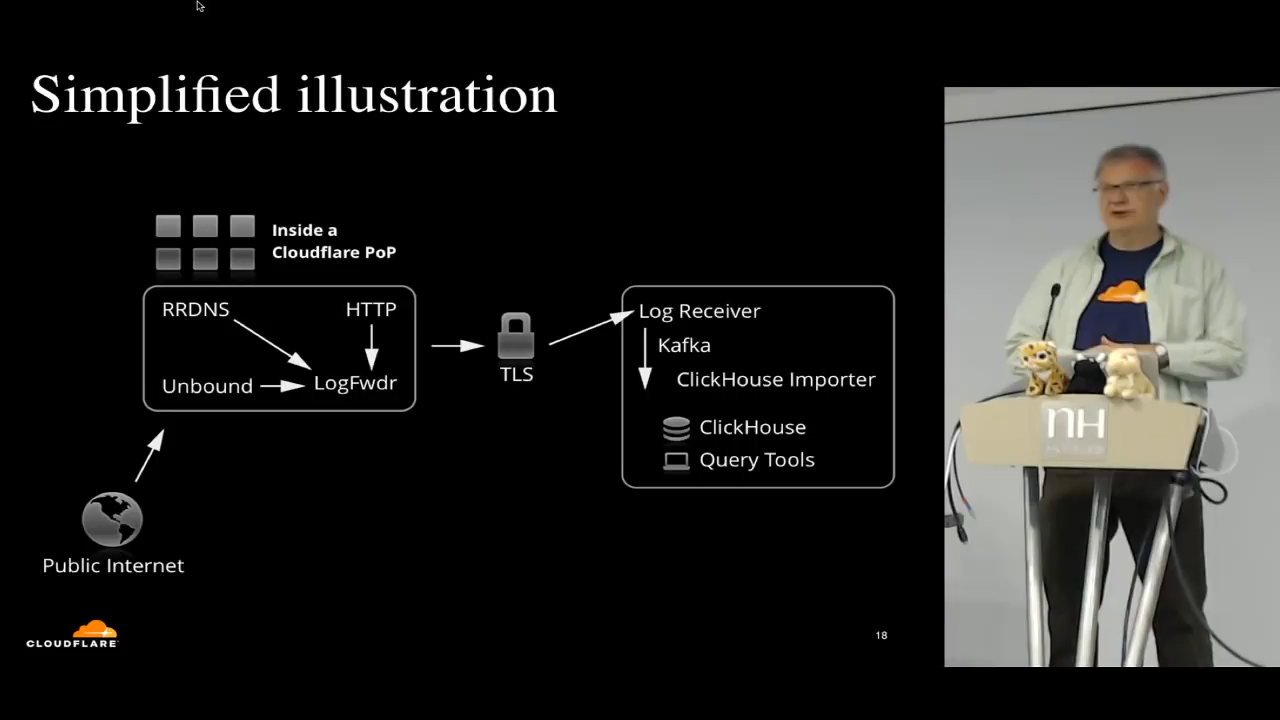 Simplified illustration
Inside a
Cloudflare PoP
RRDNS
HTTP
Unbound
LogFwdr
TLS
Log Receiver
Kafka
ClickHouse Importer
ClickHouse
Query Tools
Public Internet
CLOUDFLARE
18
nH